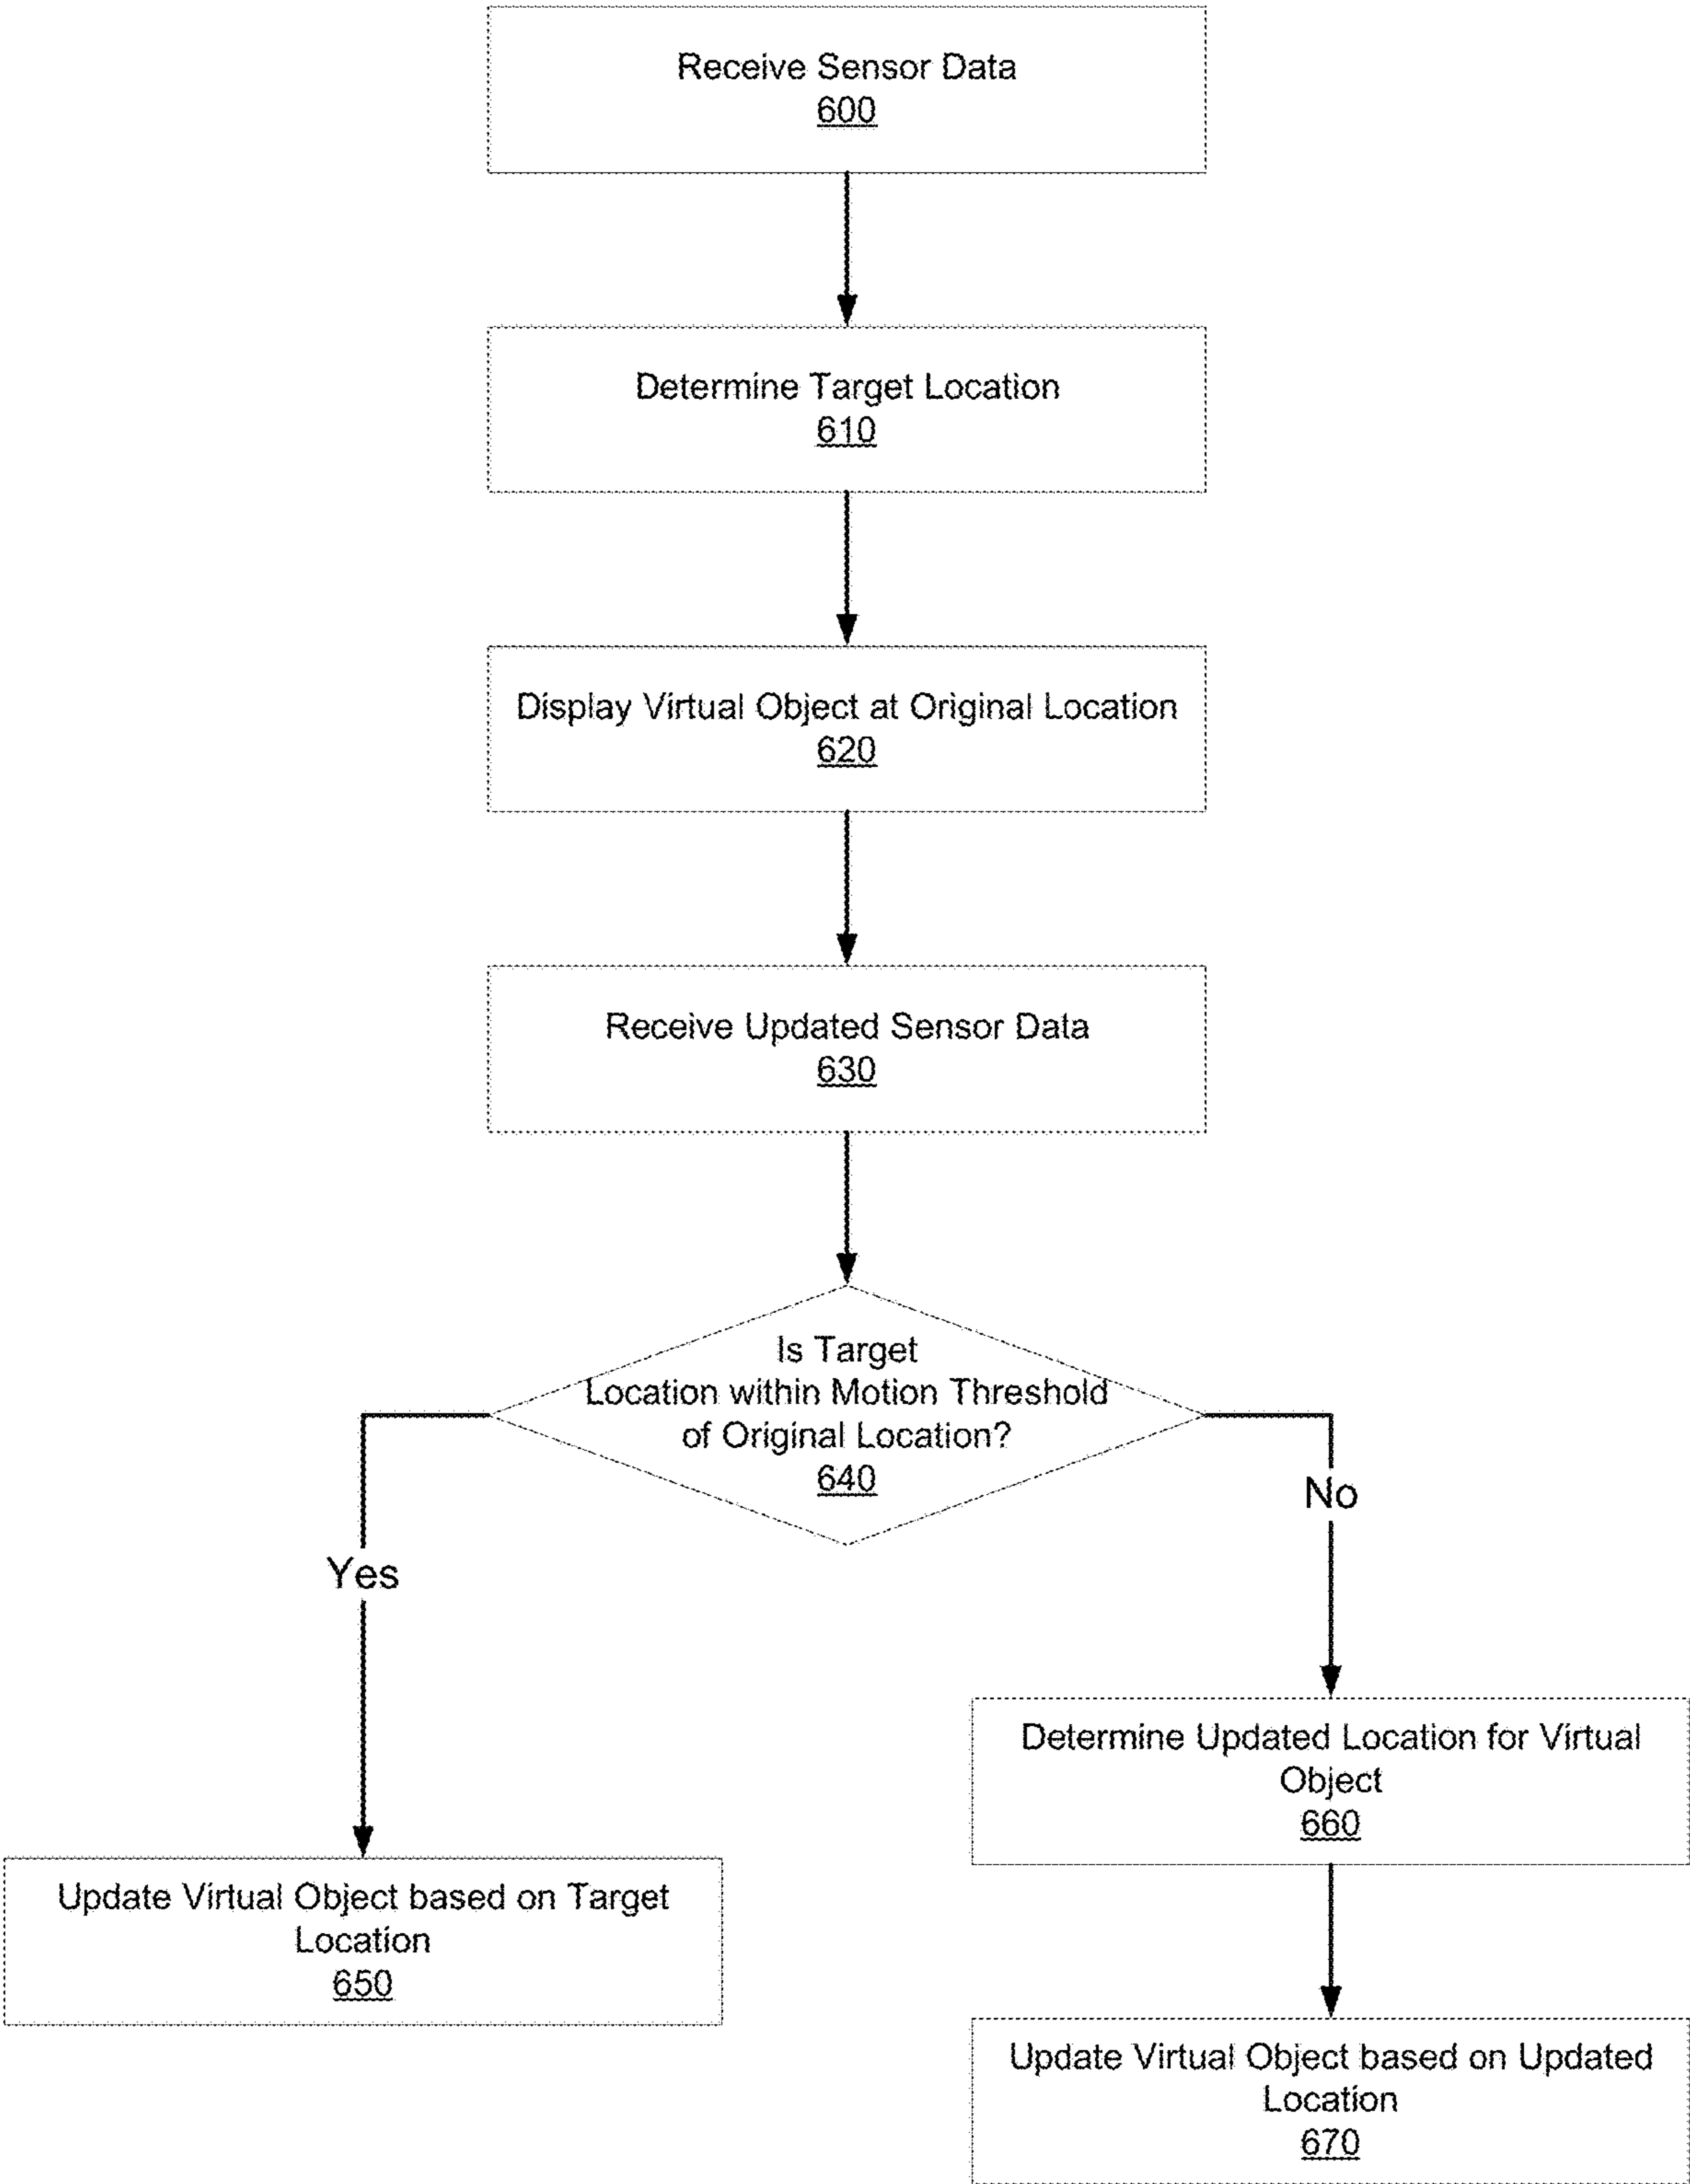 Receive Sensor Data
600
Determine Target Location
610
Display Virtual Object at Original Location
620
Receive Updated Sensor Data
630
Is Target
Location within Motion Threshold
of Original Location?
640
Yes
No
Update Virtual Object based on Target
Location
650
Determine Updated Location for Virtual
Object
660
Update Virtual Object based on Updated
Location
670